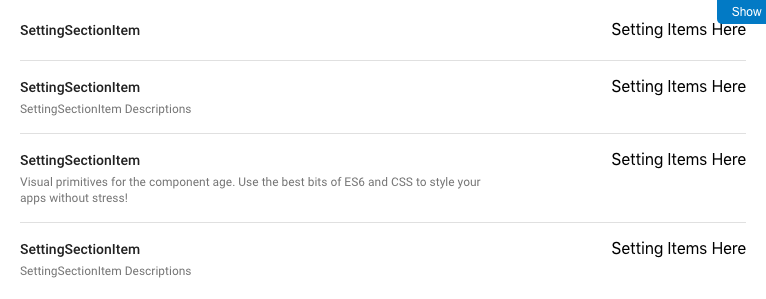 Show
SettingSectionItem Setting Items Here
SettingSectionItem Setting Items Here
SettingSectionItem Descriptions
SettingSectionItem Setting Items Here
Visual primitives for the component age. Use the best bits of ES6 and CSS to style your
apps without stress!
SettingSectionItem Setting Items Here
SettingSectionItem Descriptions